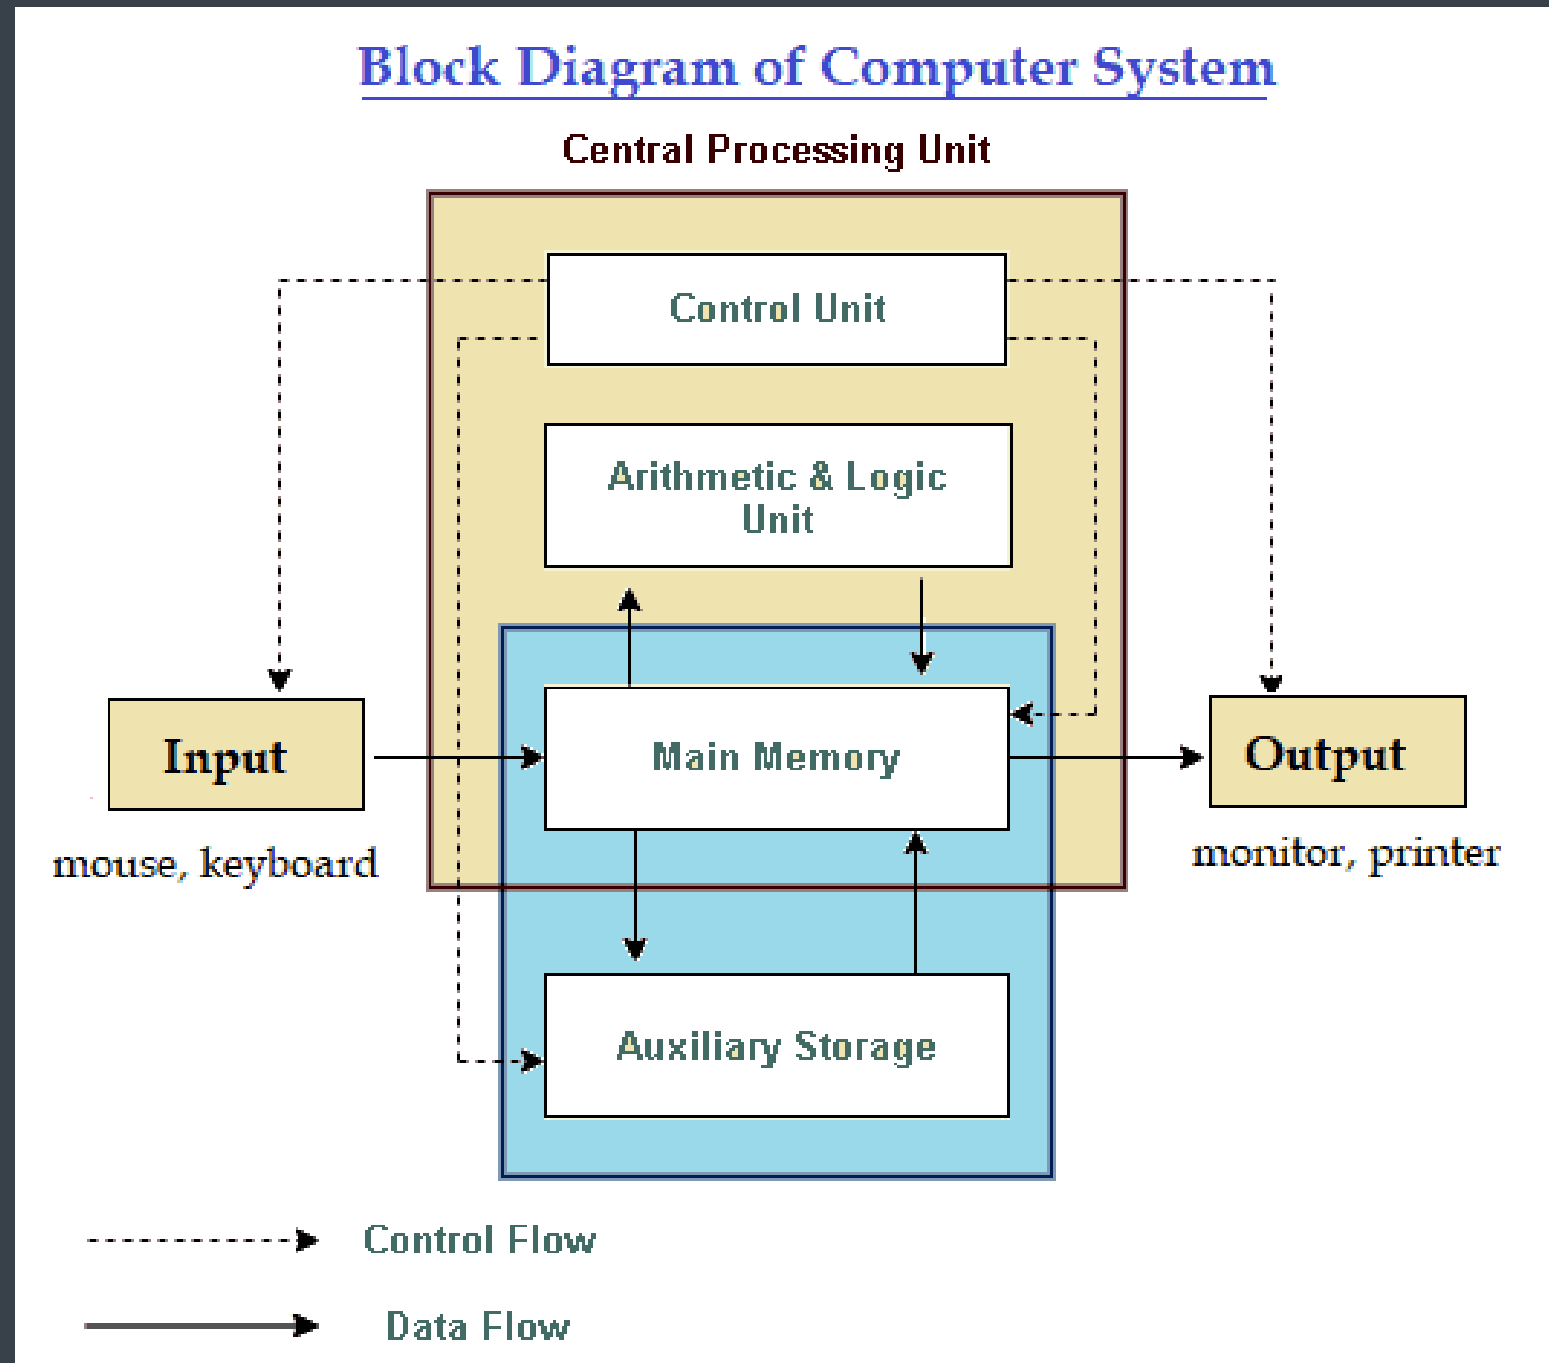 Block Diagram of Computer System
Central Processing Unit
Control Unit
Arithmetic & Logic
Unit
Input
Main Memory
Output
mouse, keyboard
monitor, printer
Auxiliary Storage
Control Flow
Data Flow